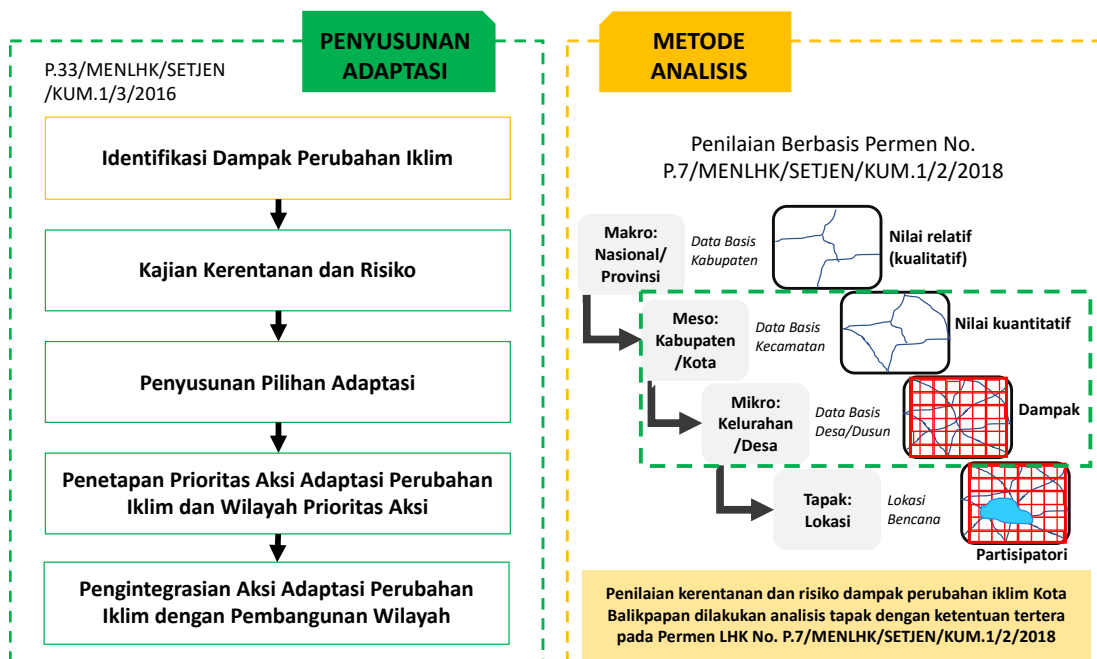 PENYUSUNAN
ADAPTASI
P.33/MENLHK/SETJEN
/KUM.1/3/2016
Identifikasi Dampak Perubahan Iklim
Kajian Kerentanan dan Risiko
Penyusunan Pilihan Adaptasi
Penetapan Prioritas Aksi Adaptasi Perubahan
Iklim dan Wilayah Prioritas Aksi
Pengintegrasian Aksi Adaptasi Perubahan
Iklim dengan Pembangunan Wilayah
METODE
ANALISIS
Penilaian Berbasis Permen No.
P.7/MENLHK/SETJEN/KUM.1/2/2018
Makro:
Nasional/
Provinsi
Data Basis
Kabupaten
Nilai relatif
(kualitatif)
Meso:
Kabupaten
/Kota
Data Basis
Kecamatan
Nilai kuantitatif
Mikro:
Kelurahan
/Desa
Data Basis
Desa/Dusun
Dampak
Tapak:
Lokasi
Lokasi
Bencana
Partisipatori
Penilaian kerentanan dan risiko dampak perubahan iklim Kota
Balikpapan dilakukan analisis tapak dengan ketentuan tertera
pada Permen LHK No. P.7/MENLHK/SETJEN/KUM.1/2/2018